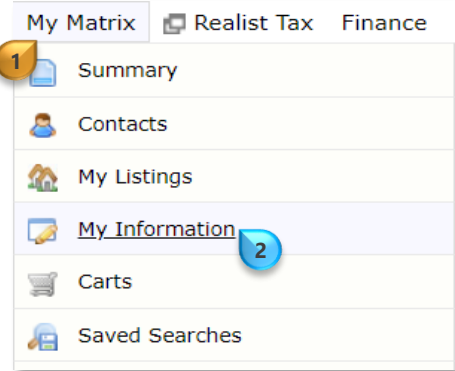 My Matrix Realist Tax Finance
1
Summary
Contacts
My Listings
My Information
2
Carts
Saved Searches